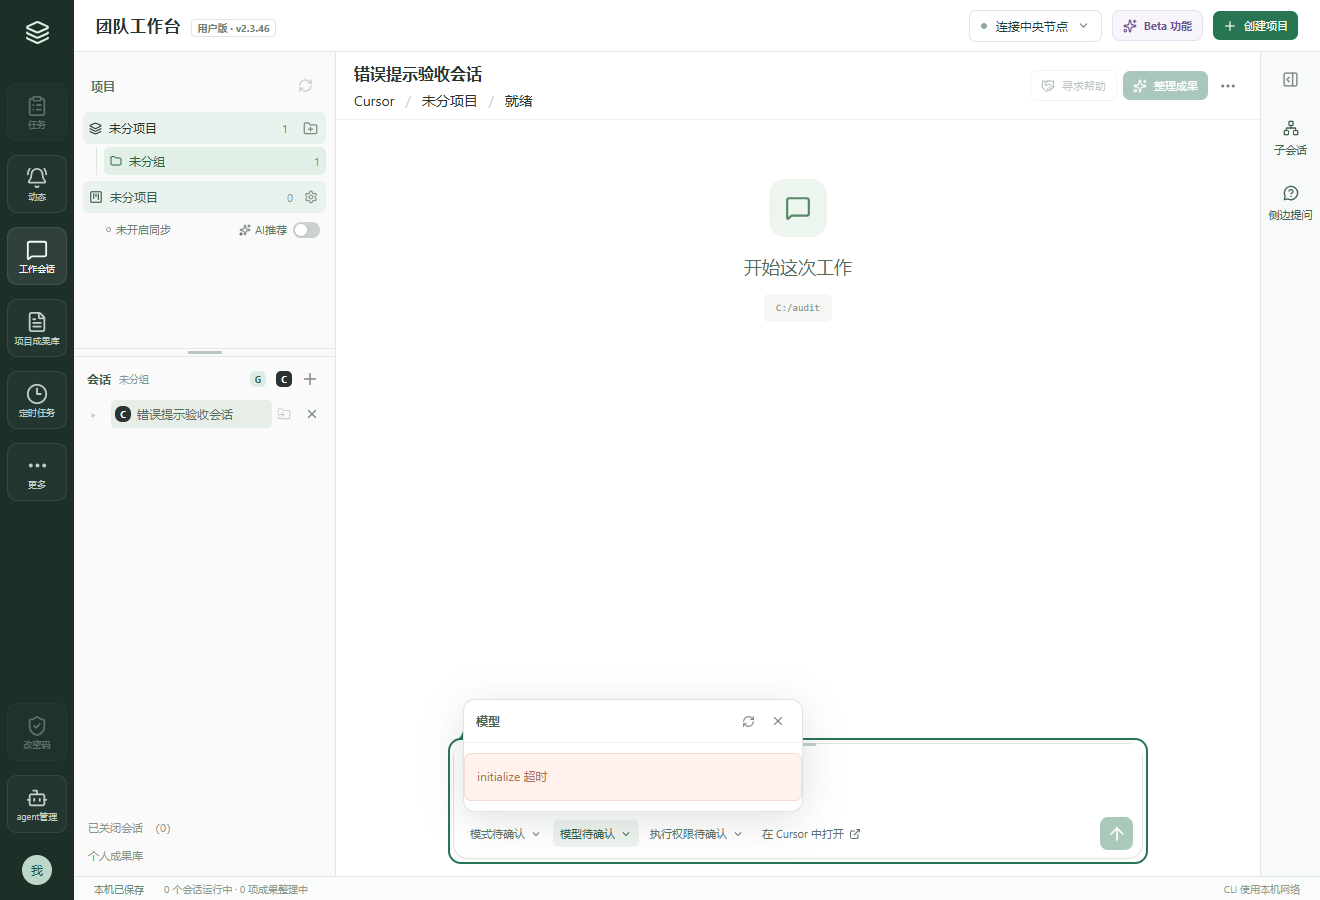 团队工作台
用户版 · v2.3.46
连接中央节点
Beta 功能
创建项目
任务
动态
工作会话
项目成果库
定时任务
更多
改密码
agent管理
我
项目
未分项目 1
未分组 1
未分项目 0
未开启同步 AI推荐
会话 未分组 G C
C 错误提示验收会话
已关闭会话 (0)
个人成果库
错误提示验收会话
Cursor / 未分项目 / 就绪
寻求帮助
整理成果
开始这次工作
C:/audit
模型
initialize 超时
模式待确认
模型待确认
执行权限待确认
在 Cursor 中打开
子会话
侧边提问
本机已保存
0 个会话运行中 · 0 项成果整理中
CLI 使用本机网络